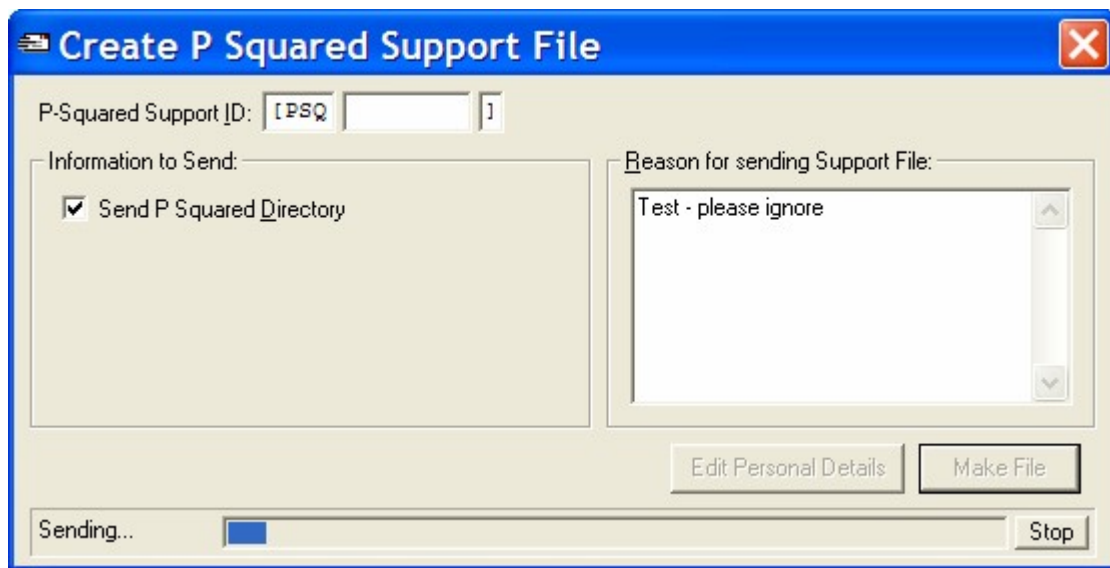 Create P Squared Support File
P-Squared Support ID: [PSQ ]
Information to Send:
Send P Squared Directory
Reason for sending Support File:
Test - please ignore
Edit Personal Details Make File
Sending... Stop